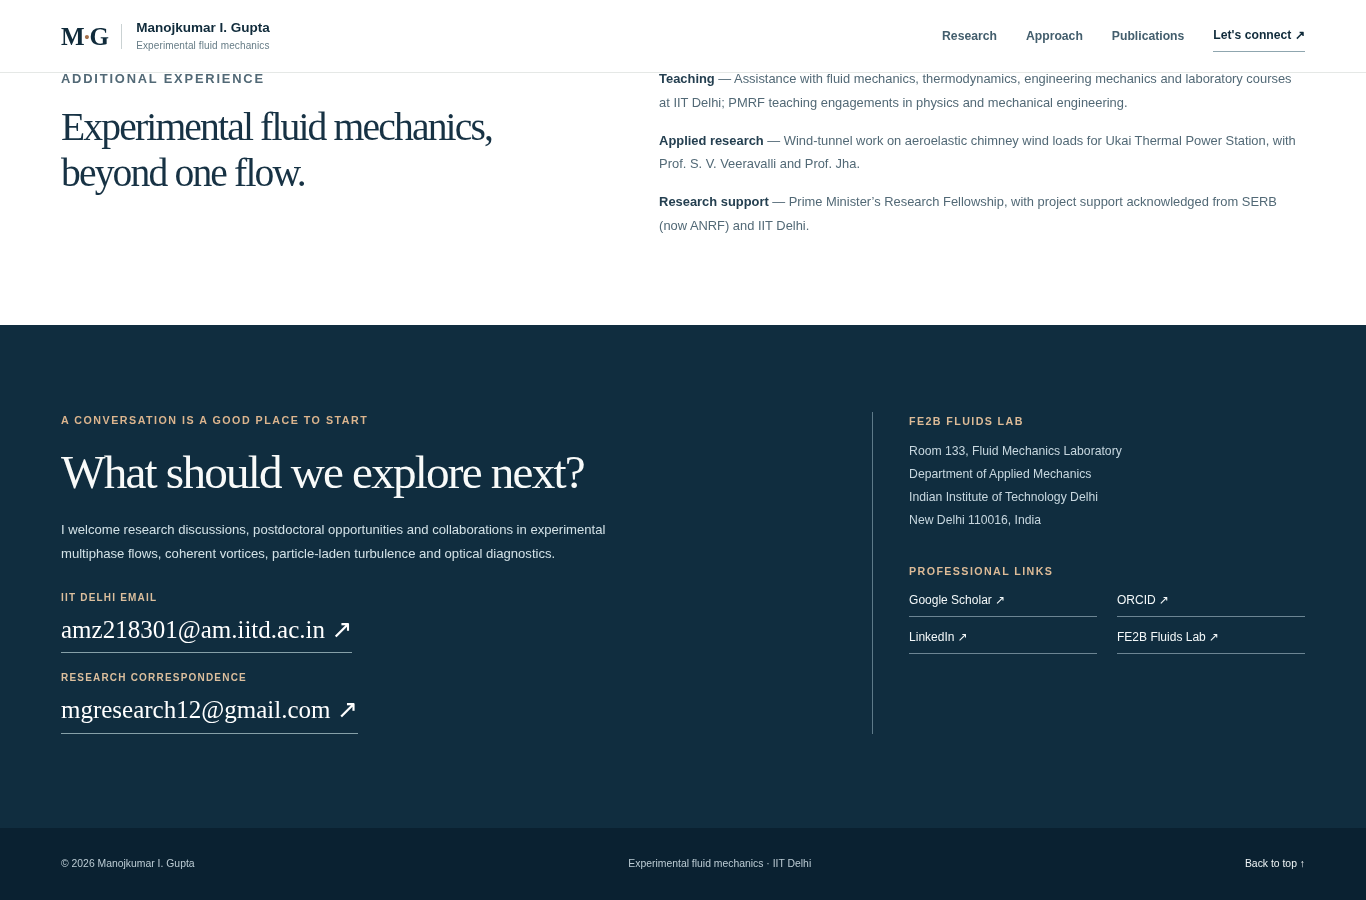 M·G
Manojkumar I. Gupta
Experimental fluid mechanics
Research
Approach
Publications
Let's connect ↗
ADDITIONAL EXPERIENCE
Experimental fluid mechanics,
beyond one flow.
Teaching — Assistance with fluid mechanics, thermodynamics, engineering mechanics and laboratory courses
at IIT Delhi; PMRF teaching engagements in physics and mechanical engineering.
Applied research — Wind-tunnel work on aeroelastic chimney wind loads for Ukai Thermal Power Station, with
Prof. S. V. Veeravalli and Prof. Jha.
Research support — Prime Minister’s Research Fellowship, with project support acknowledged from SERB
(now ANRF) and IIT Delhi.
A CONVERSATION IS A GOOD PLACE TO START
What should we explore next?
I welcome research discussions, postdoctoral opportunities and collaborations in experimental
multiphase flows, coherent vortices, particle-laden turbulence and optical diagnostics.
IIT DELHI EMAIL
amz218301@am.iitd.ac.in ↗
RESEARCH CORRESPONDENCE
mgresearch12@gmail.com ↗
FE2B FLUIDS LAB
Room 133, Fluid Mechanics Laboratory
Department of Applied Mechanics
Indian Institute of Technology Delhi
New Delhi 110016, India
PROFESSIONAL LINKS
Google Scholar ↗
ORCID ↗
LinkedIn ↗
FE2B Fluids Lab ↗
© 2026 Manojkumar I. Gupta
Experimental fluid mechanics · IIT Delhi
Back to top ↑